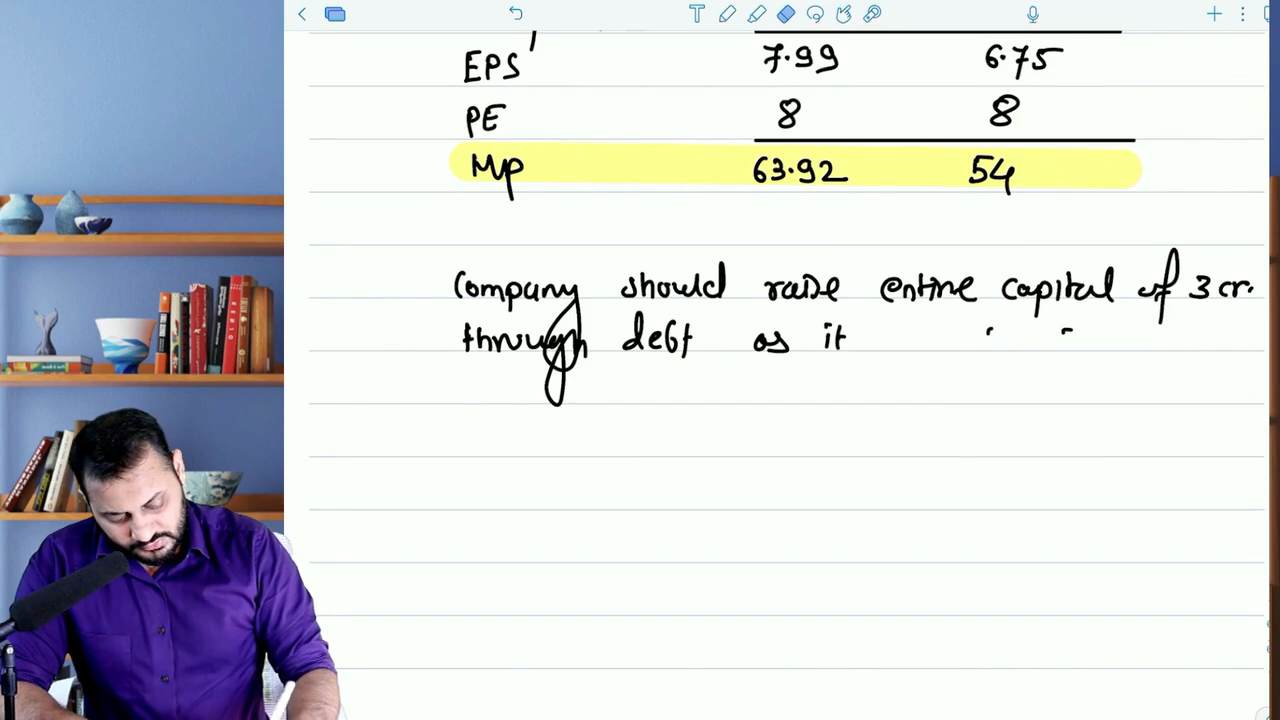 EPS 7.99 6.75
PE 8 8
Mp 63.92 54
Company should raise entire capital of 3 cr.
through debt as it